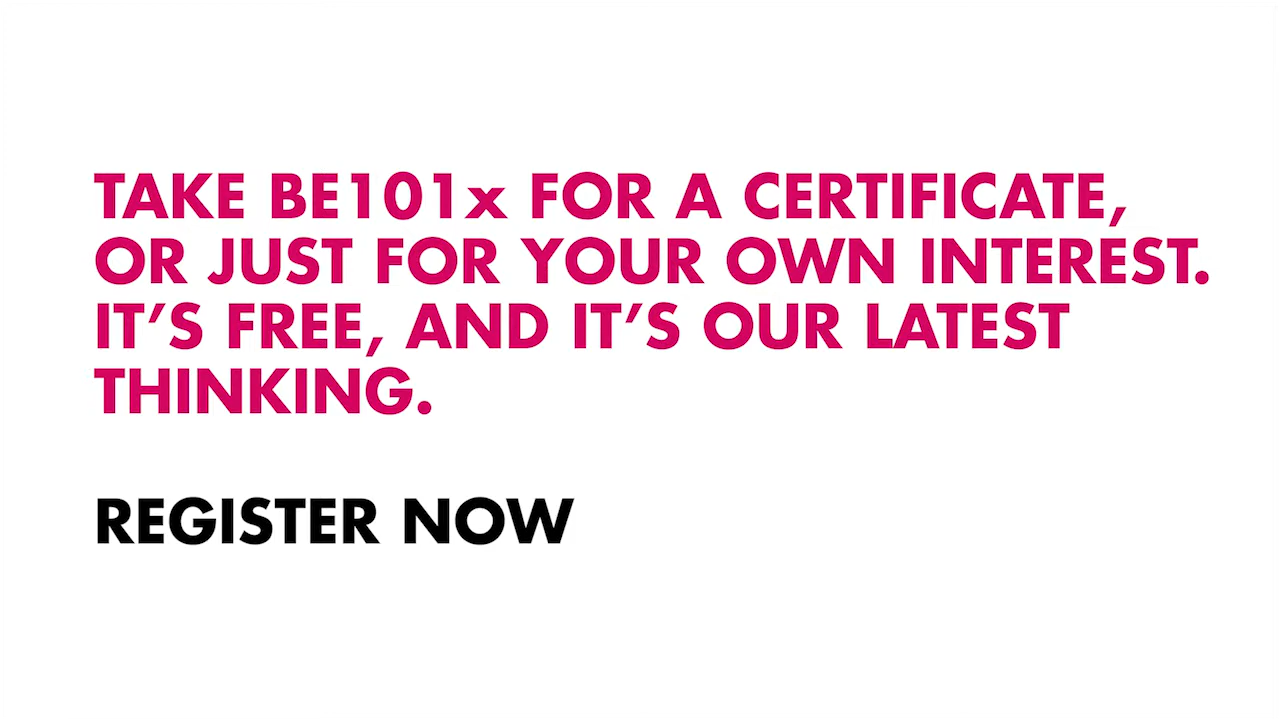 TAKE BE101x FOR A CERTIFICATE,
OR JUST FOR YOUR OWN INTEREST.
IT’S FREE, AND IT’S OUR LATEST
THINKING.
REGISTER NOW